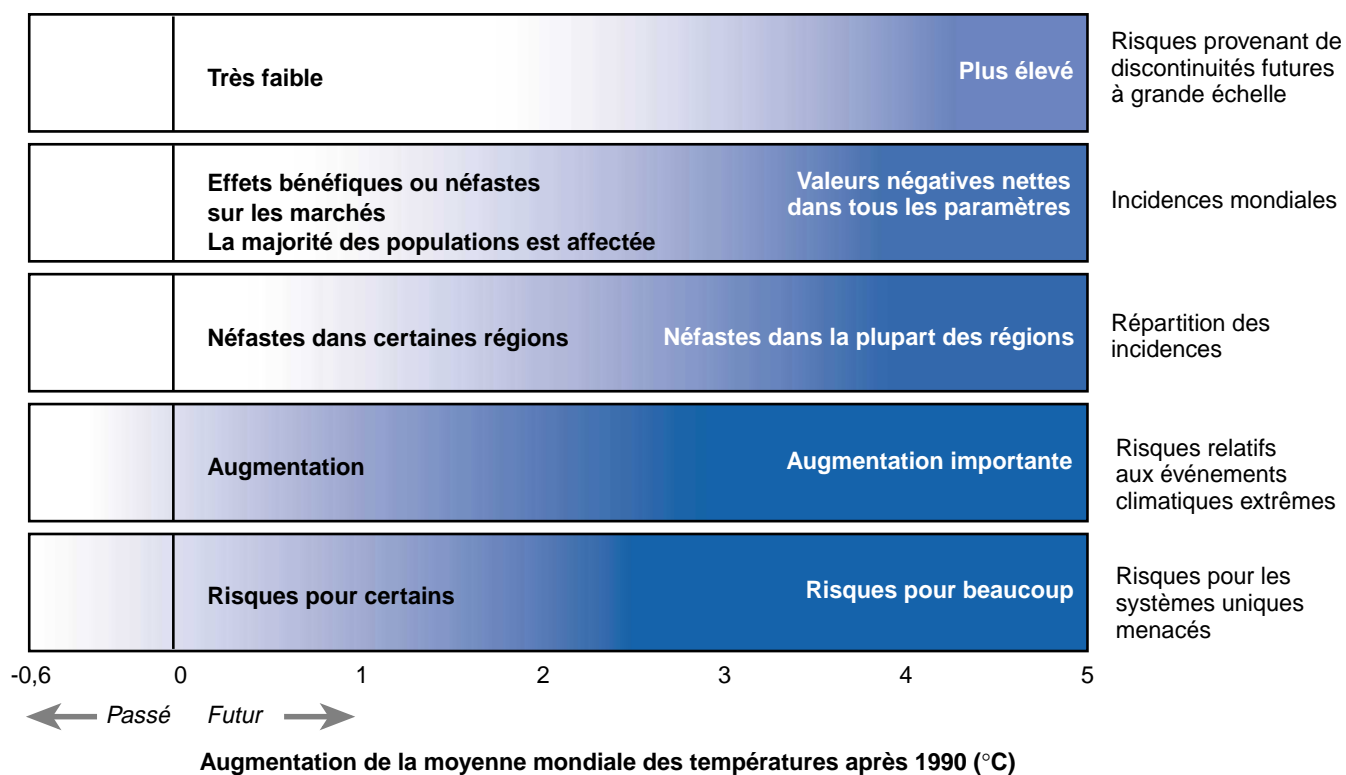 Très faible
Plus élevé
Risques provenant de
discontinuités futures
à grande échelle
Effets bénéfiques ou néfastes
sur les marchés
La majorité des populations est affectée
Valeurs négatives nettes
dans tous les paramètres
Incidences mondiales
Néfastes dans certaines régions
Néfastes dans la plupart des régions
Répartition des
incidences
Augmentation
Augmentation importante
Risques relatifs
aux événements
climatiques extrêmes
Risques pour certains
Risques pour beaucoup
Risques pour les
systèmes uniques
menacés
-0,6 0 1 2 3 4 5
Passé Futur
Augmentation de la moyenne mondiale des températures après 1990 (°C)